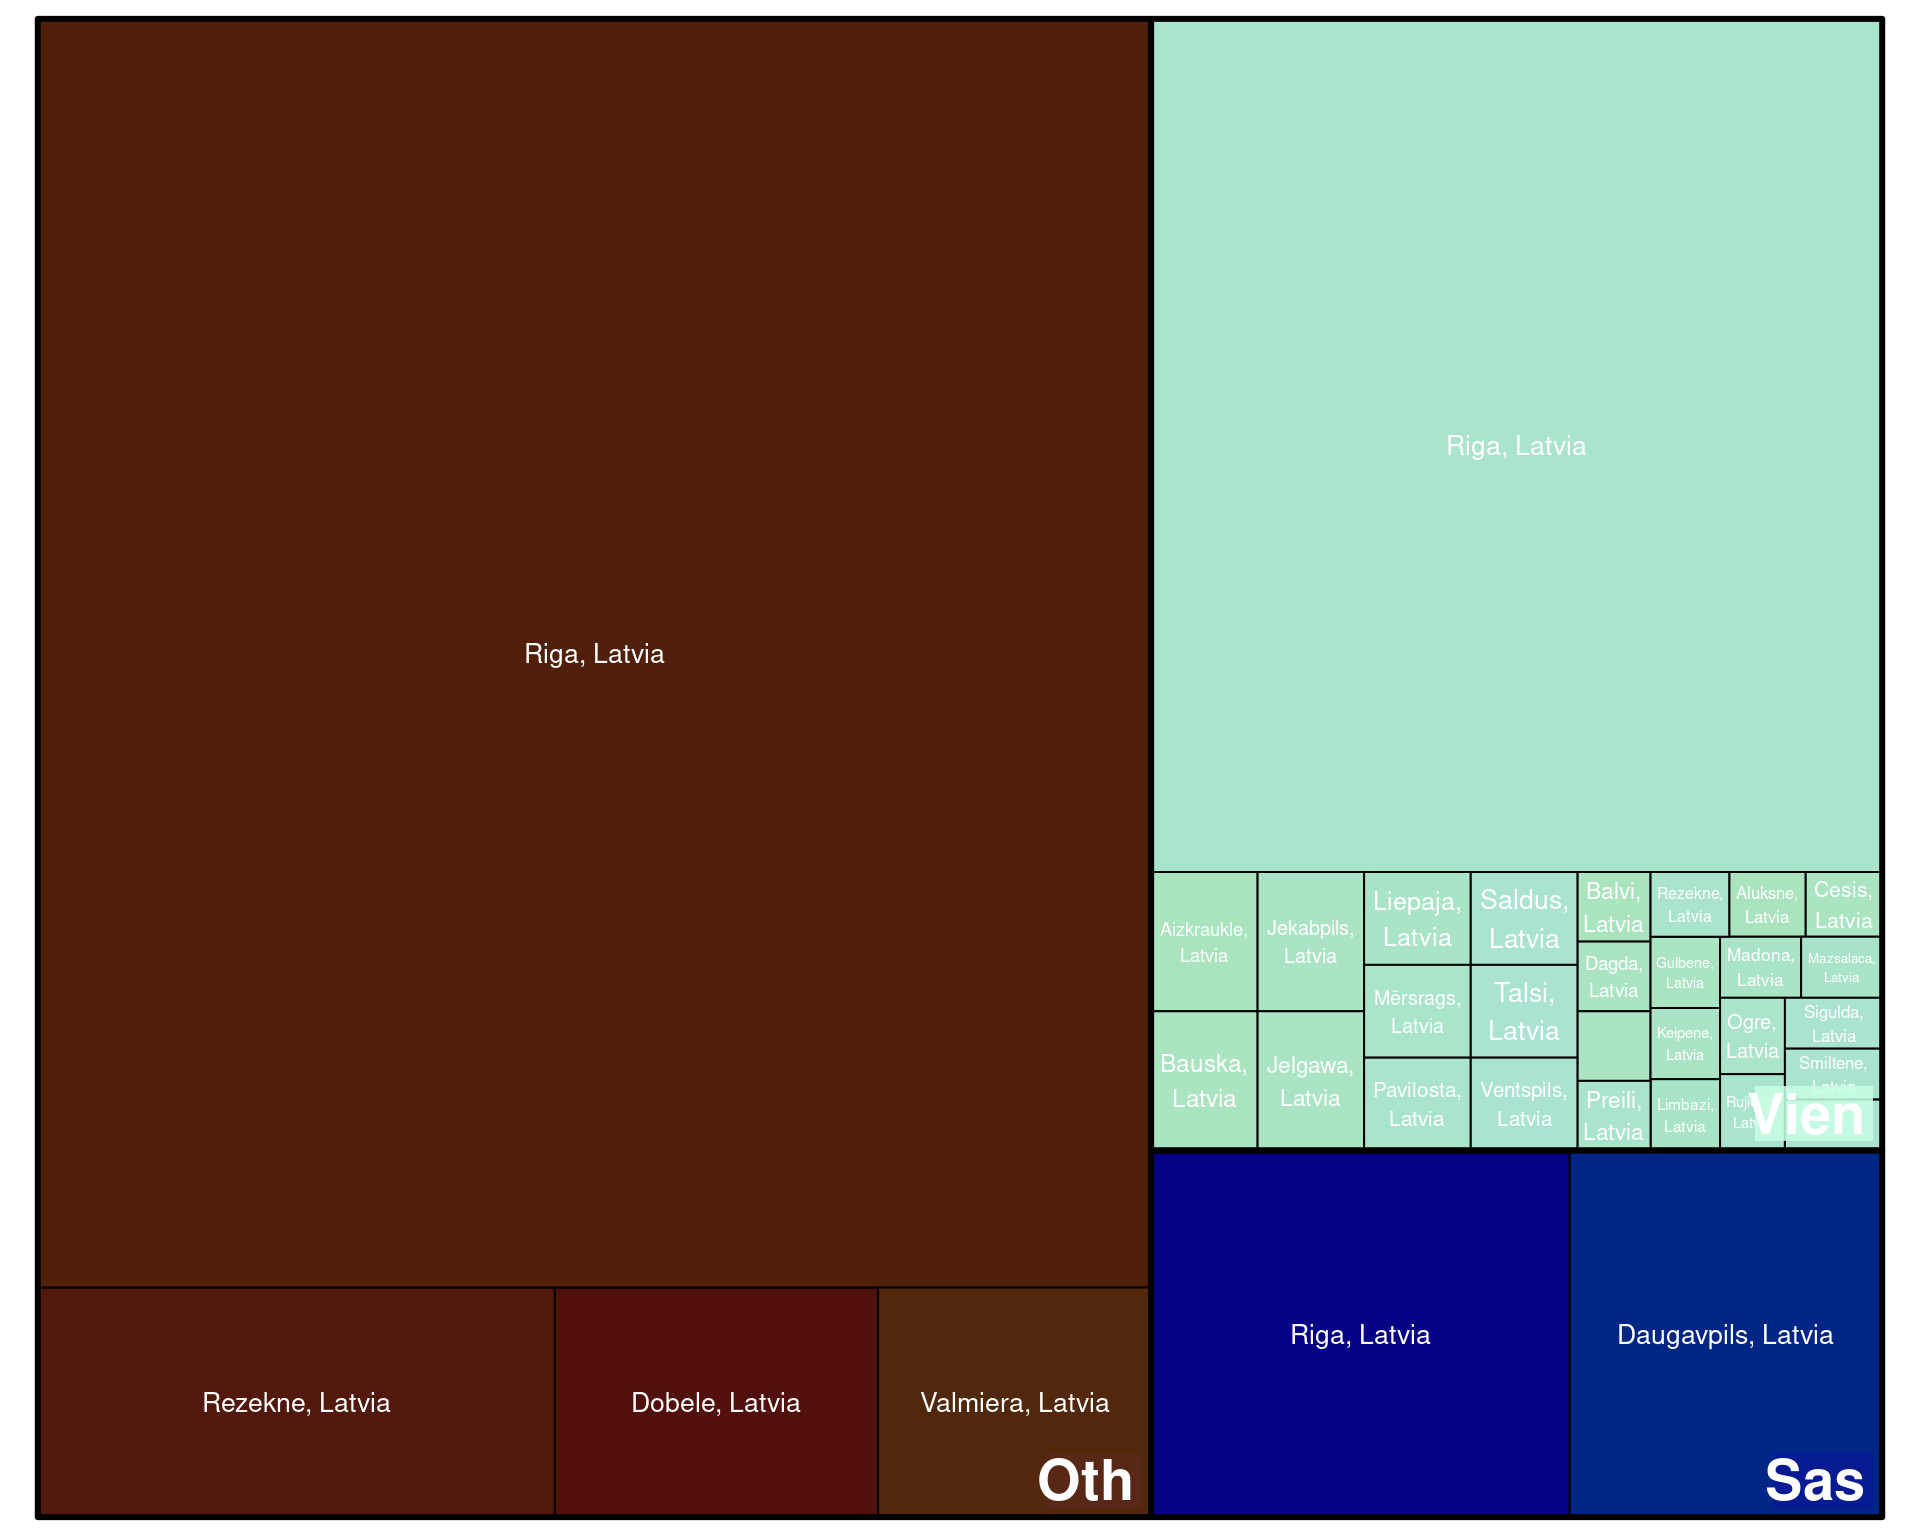 Riga, Latvia
Rezekne, Latvia
Dobele, Latvia
Valmiera, Latvia
Oth
Riga, Latvia
Aizkraukle,
Latvia
Jekabpils,
Latvia
Bauska,
Latvia
Jelgawa,
Latvia
Liepaja,
Latvia
Saldus,
Latvia
Mērsrags,
Latvia
Talsi,
Latvia
Pavilosta,
Latvia
Ventspils,
Latvia
Balvi,
Latvia
Dagda,
Latvia
Preili,
Latvia
Rezekne,
Latvia
Aluksne,
Latvia
Cesis,
Latvia
Gulbene,
Latvia
Keipene,
Latvia
Limbazi,
Latvia
Madona,
Latvia
Mazsalaca,
Latvia
Ogre,
Latvia
Sigulda,
Latvia
Smiltene,
Latvia
Vien
Riga, Latvia
Daugavpils, Latvia
Sas